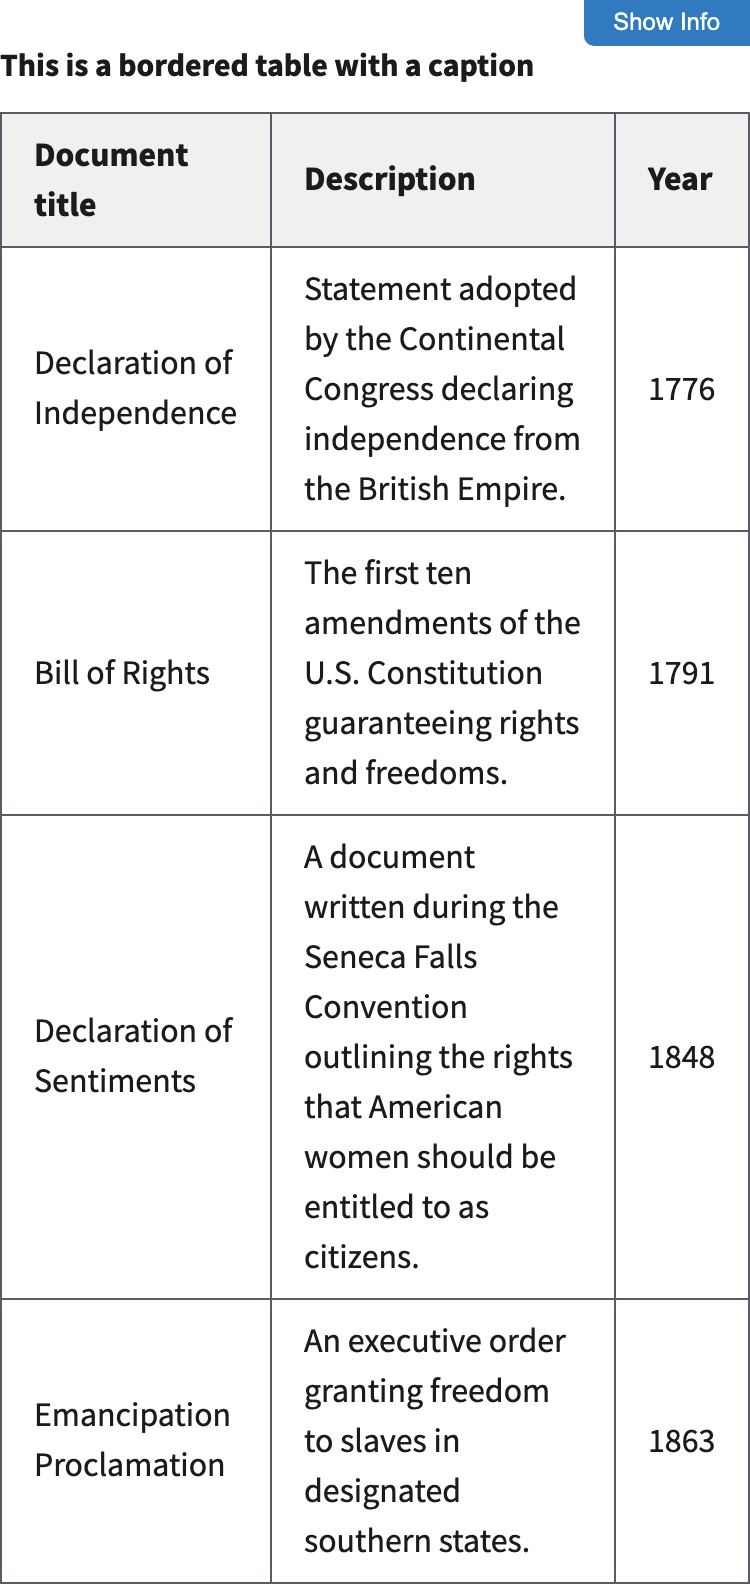 Show Info
This is a bordered table with a caption
Document
title
Description
Year
Declaration of
Independence
Statement adopted
by the Continental
Congress declaring
independence from
the British Empire.
1776
Bill of Rights
The first ten
amendments of the
U.S. Constitution
guaranteeing rights
and freedoms.
1791
Declaration of
Sentiments
A document
written during the
Seneca Falls
Convention
outlining the rights
that American
women should be
entitled to as
citizens.
1848
Emancipation
Proclamation
An executive order
granting freedom
to slaves in
designated
southern states.
1863